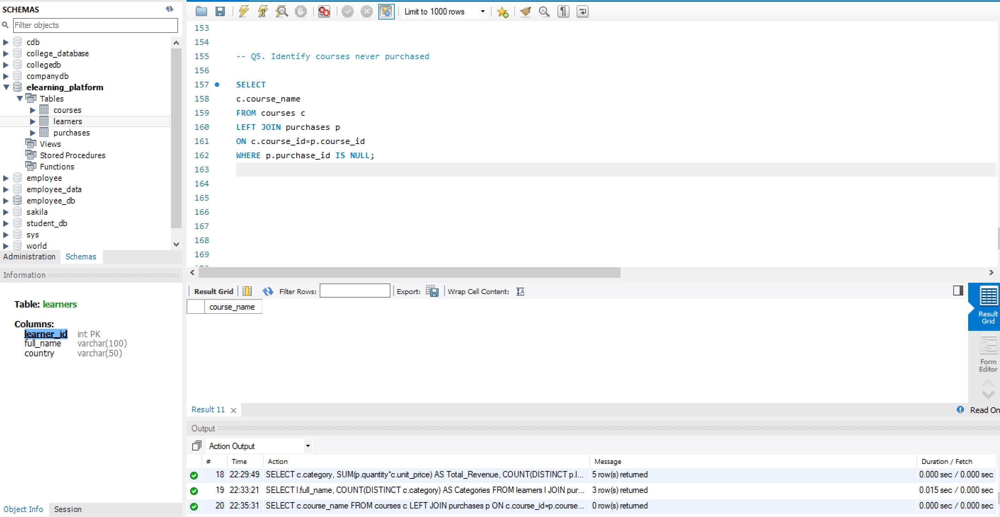 SCHEMAS
Filter objects
cdb
college_database
collegedb
companydb
elearning_platform
Tables
courses
learners
purchases
Views
Stored Procedures
Functions
employee
employee_data
employee_db
sakila
student_db
sys
world
Administration Schemas
Information
Table: learners
Columns:
learner_id int PK
full_name varchar(100)
country varchar(50)
Object Info Session
Limit to 1000 rows
153
154
155 -- Q5. Identify courses never purchased
156
157 SELECT
158 c.course_name
159 FROM courses c
160 LEFT JOIN purchases p
161 ON c.course_id=p.course_id
162 WHERE p.purchase_id IS NULL;
163
164
165
166
167
168
169
Result Grid Filter Rows: Export: Wrap Cell Content:
course_name
Result
Grid
Form
Editor
Result 11 Read On
Output
Action Output
# Time Action Message Duration / Fetch
18 22:29:49 SELECT c.category, SUM(p.quantity*c.unit_price) AS Total_Revenue, COUNT(DISTINCT p.l... 5 row(s) returned 0.000 sec / 0.000 sec
19 22:33:21 SELECT l.full_name, COUNT(DISTINCT c.category) AS Categories FROM learners l JOIN pur... 3 row(s) returned 0.015 sec / 0.000 sec
20 22:35:31 SELECT c.course_name FROM courses c LEFT JOIN purchases p ON c.course_id=p.course... 0 row(s) returned 0.000 sec / 0.000 sec